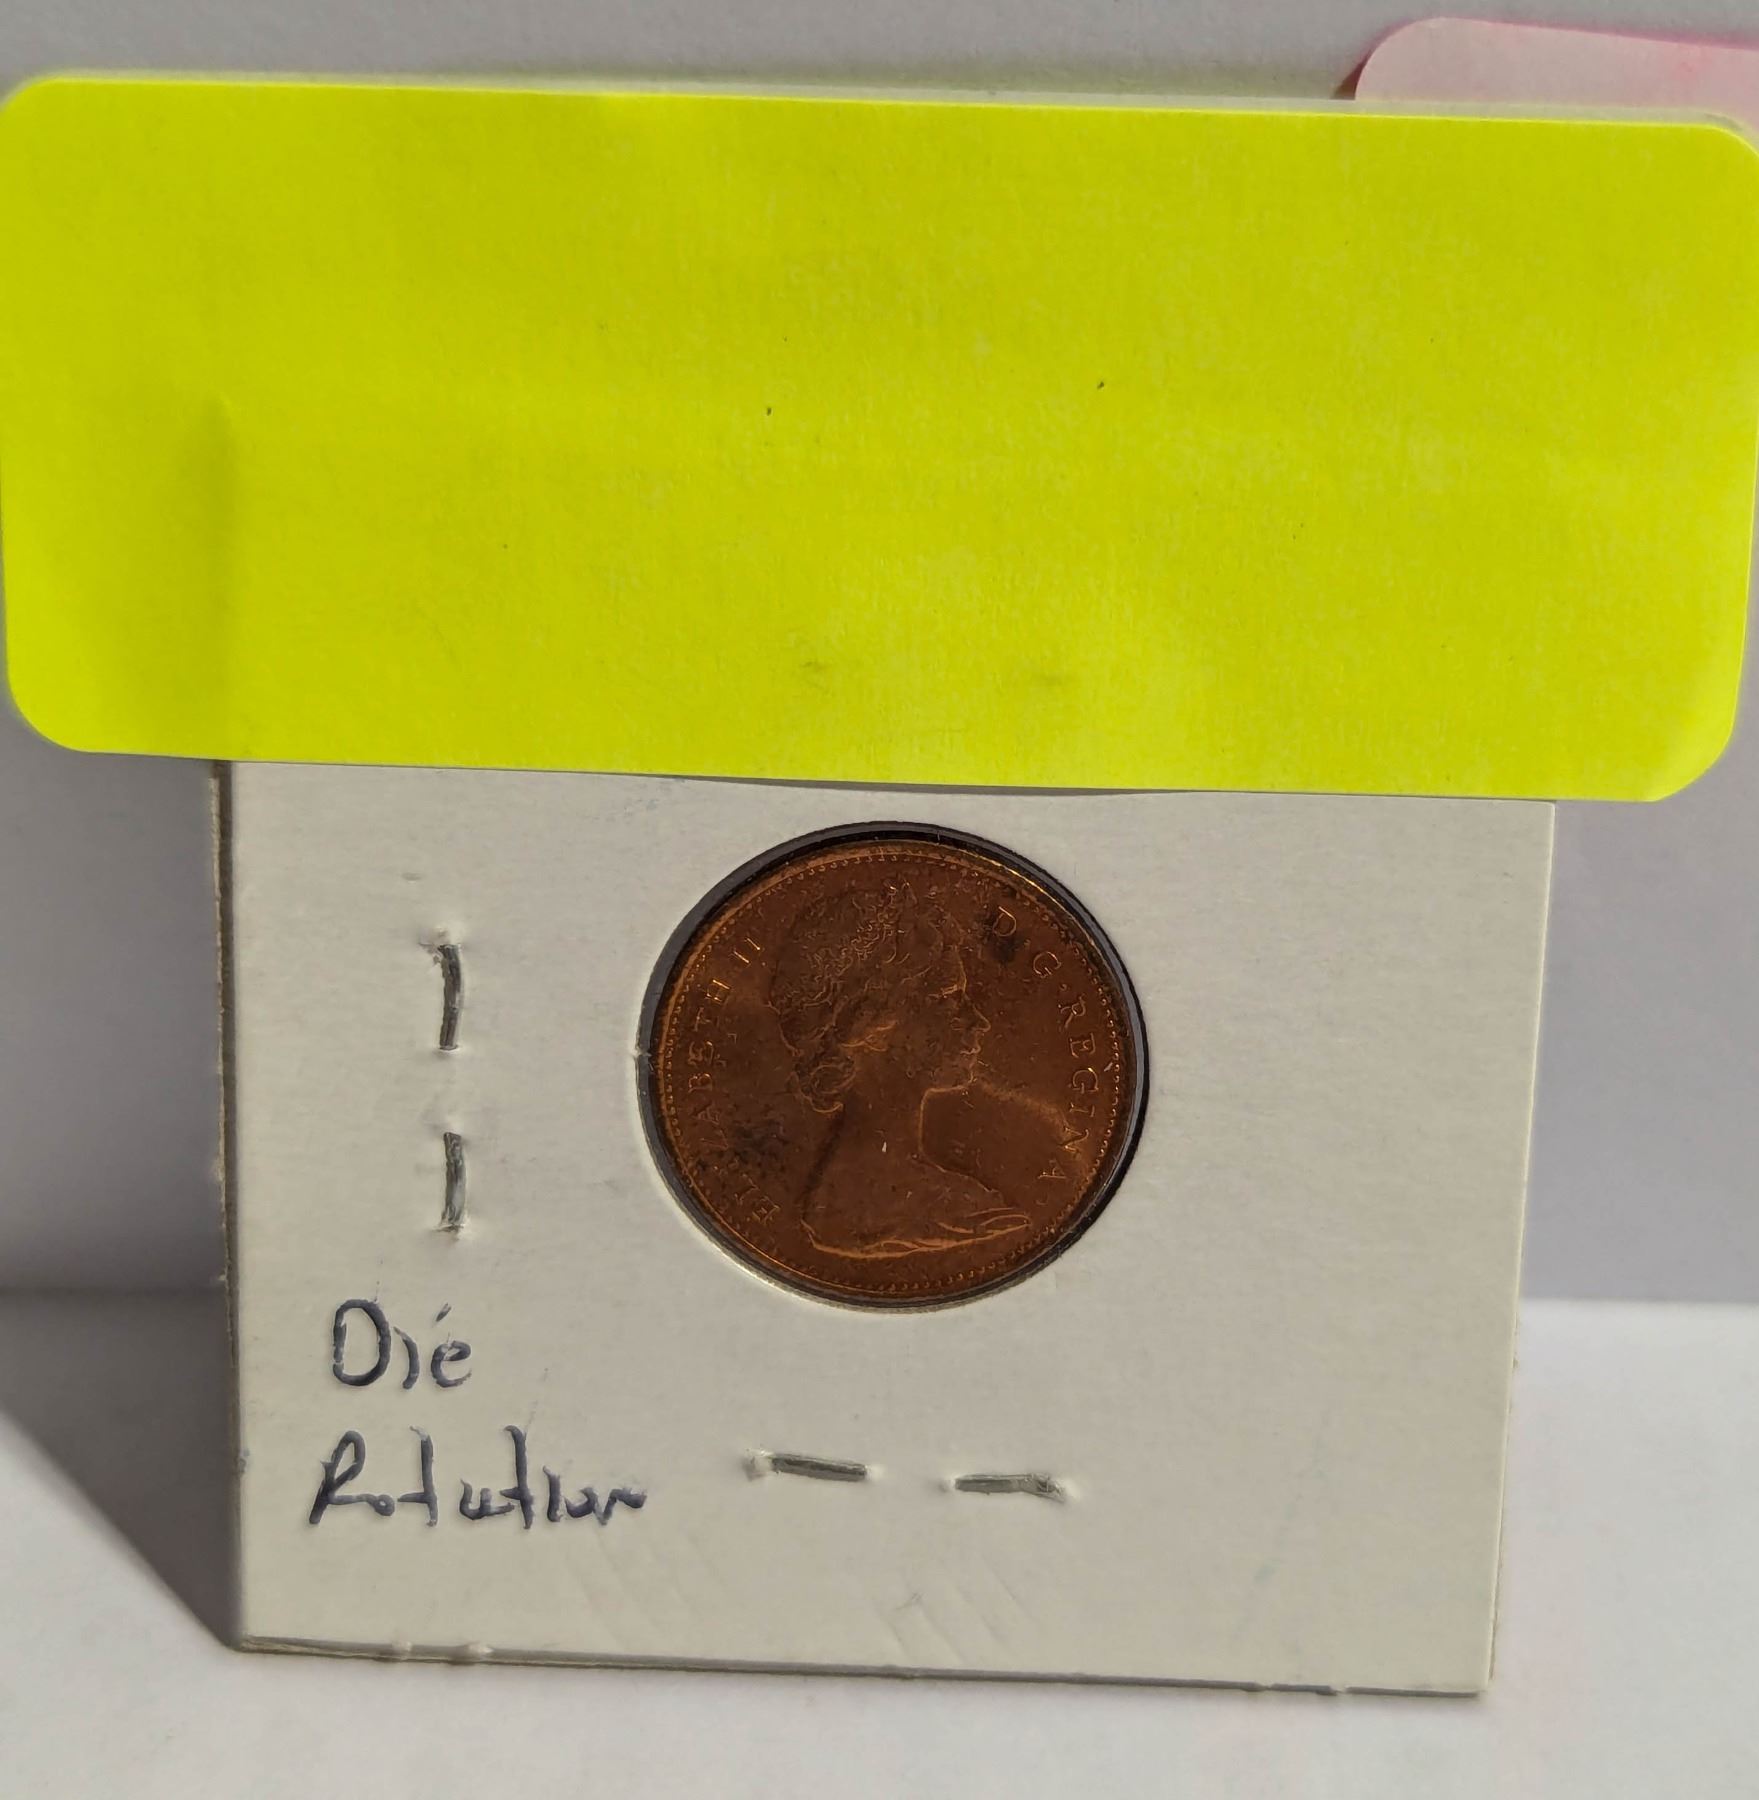 ELIZABETH II D·G·REGINA
Die
Rotation